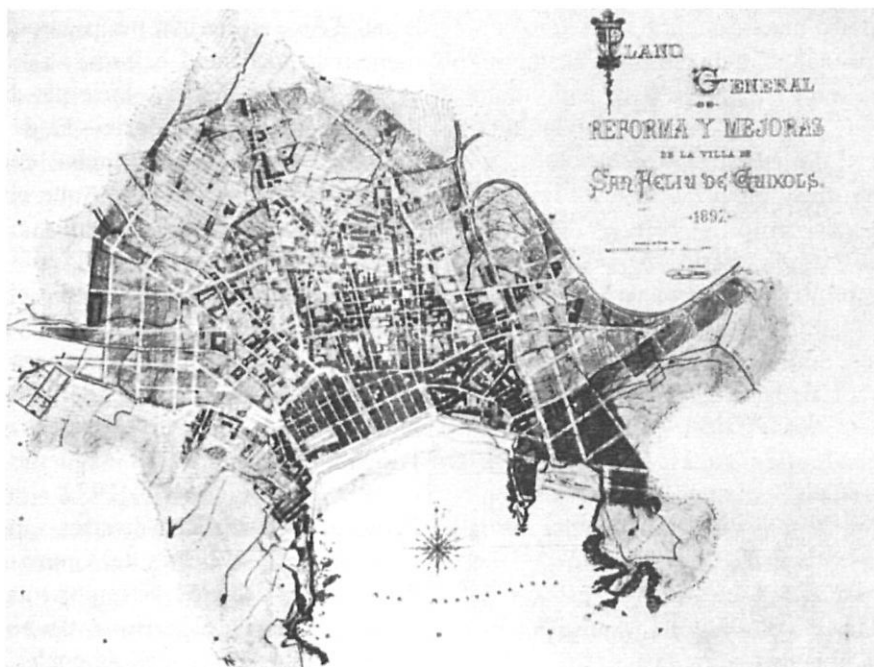 PLANO
GENERAL
DE
REFORMA Y MEJORAS
DE LA VILLA DE
SAN FELIU DE GUIXOLS.
1892